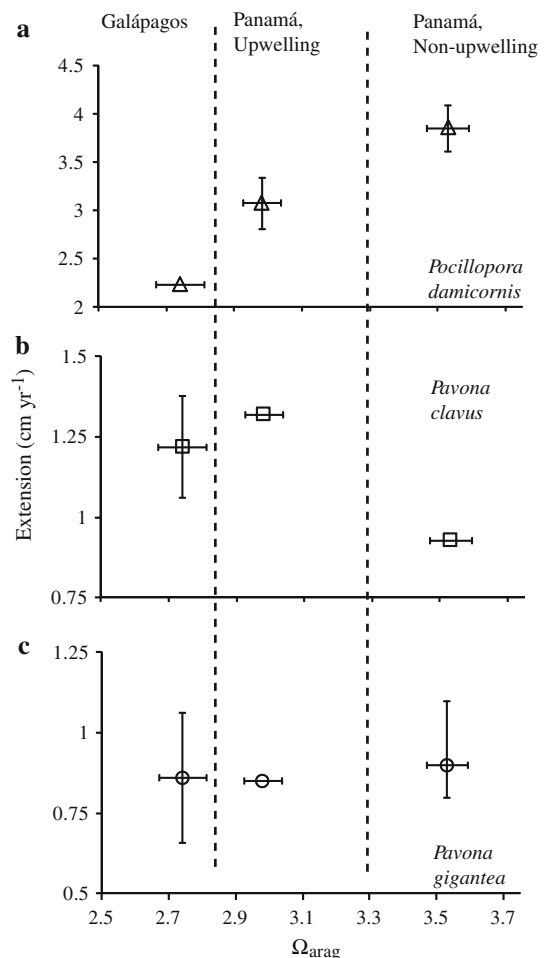 a
Galápagos
Panamá,
Upwelling
Panamá,
Non-upwelling
4.5
4
3.5
3
2.5
2
Pocillopora
damicornis
b
1.5
1.25
1
0.75
Pavona
clavus
Extension (cm yr-1)
c
1.25
1
0.75
0.5
Pavona
gigantea
2.5 2.7 2.9 3.1 3.3 3.5 3.7
Ωarag